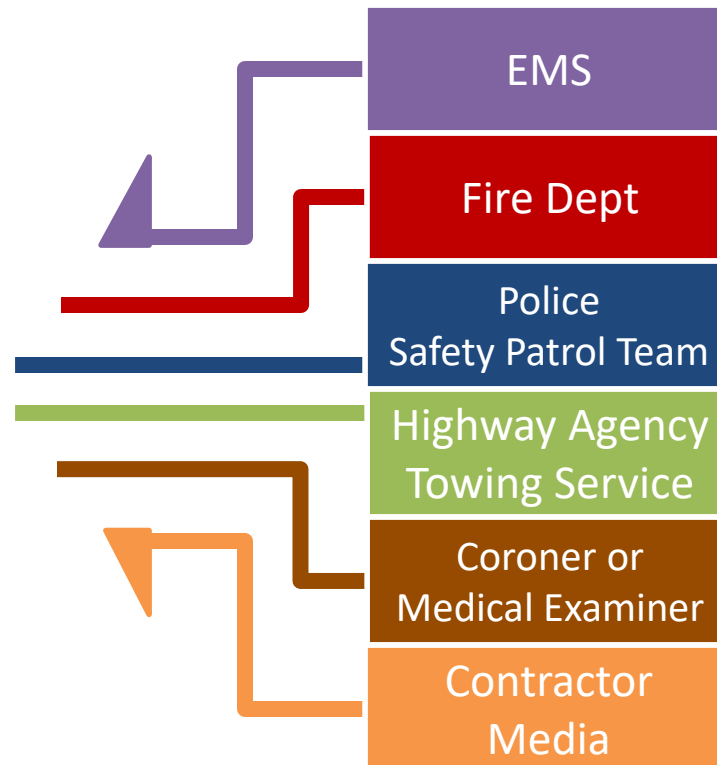 EMS
Fire Dept
Police
Safety Patrol Team
Highway Agency
Towing Service
Coroner or
Medical Examiner
Contractor
Media